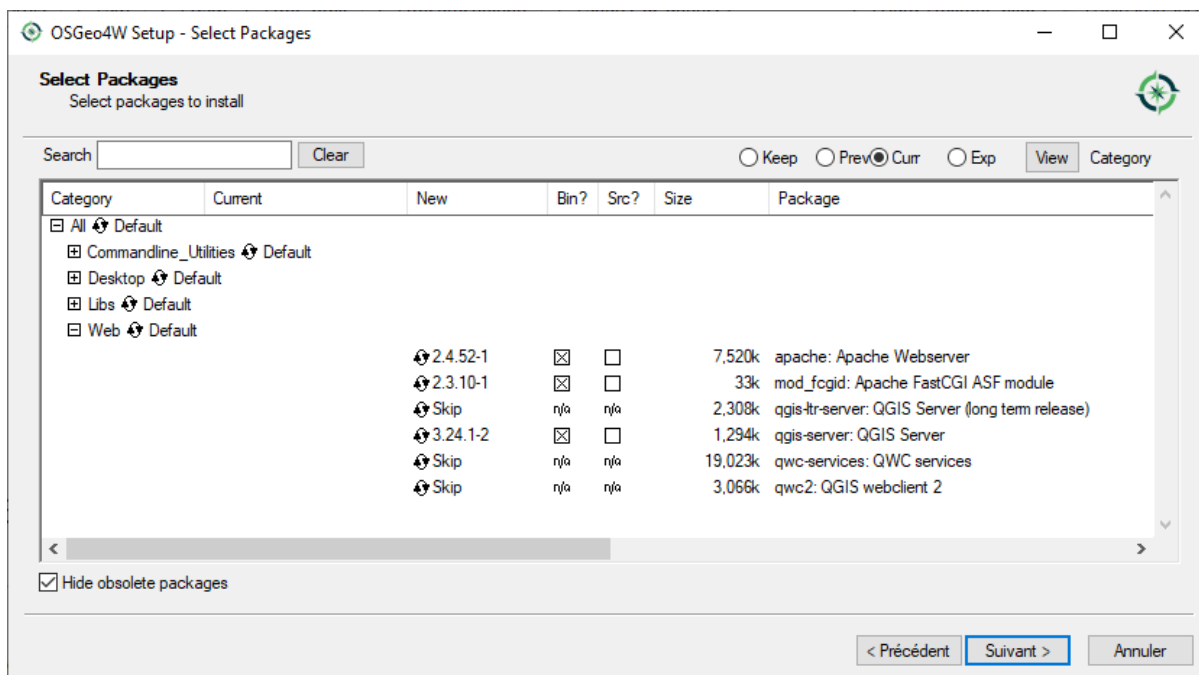 OSGeo4W Setup - Select Packages
Select Packages
Select packages to install
Search Clear Keep Prev Curr Exp View Category
Category Current New Bin? Src? Size Package
All Default
Commandline_Utilities Default
Desktop Default
Libs Default
Web Default
2.4.52-1 7,520k apache: Apache Webserver
2.3.10-1 33k mod_fcgid: Apache FastCGI ASF module
Skip n/a n/a 2,308k qgis-ltr-server: QGIS Server (long term release)
3.24.1-2 1,294k qgis-server: QGIS Server
Skip n/a n/a 19,023k qwc-services: QWC services
Skip n/a n/a 3,066k qwc2: QGIS webclient 2
Hide obsolete packages
< Précédent Suivant > Annuler